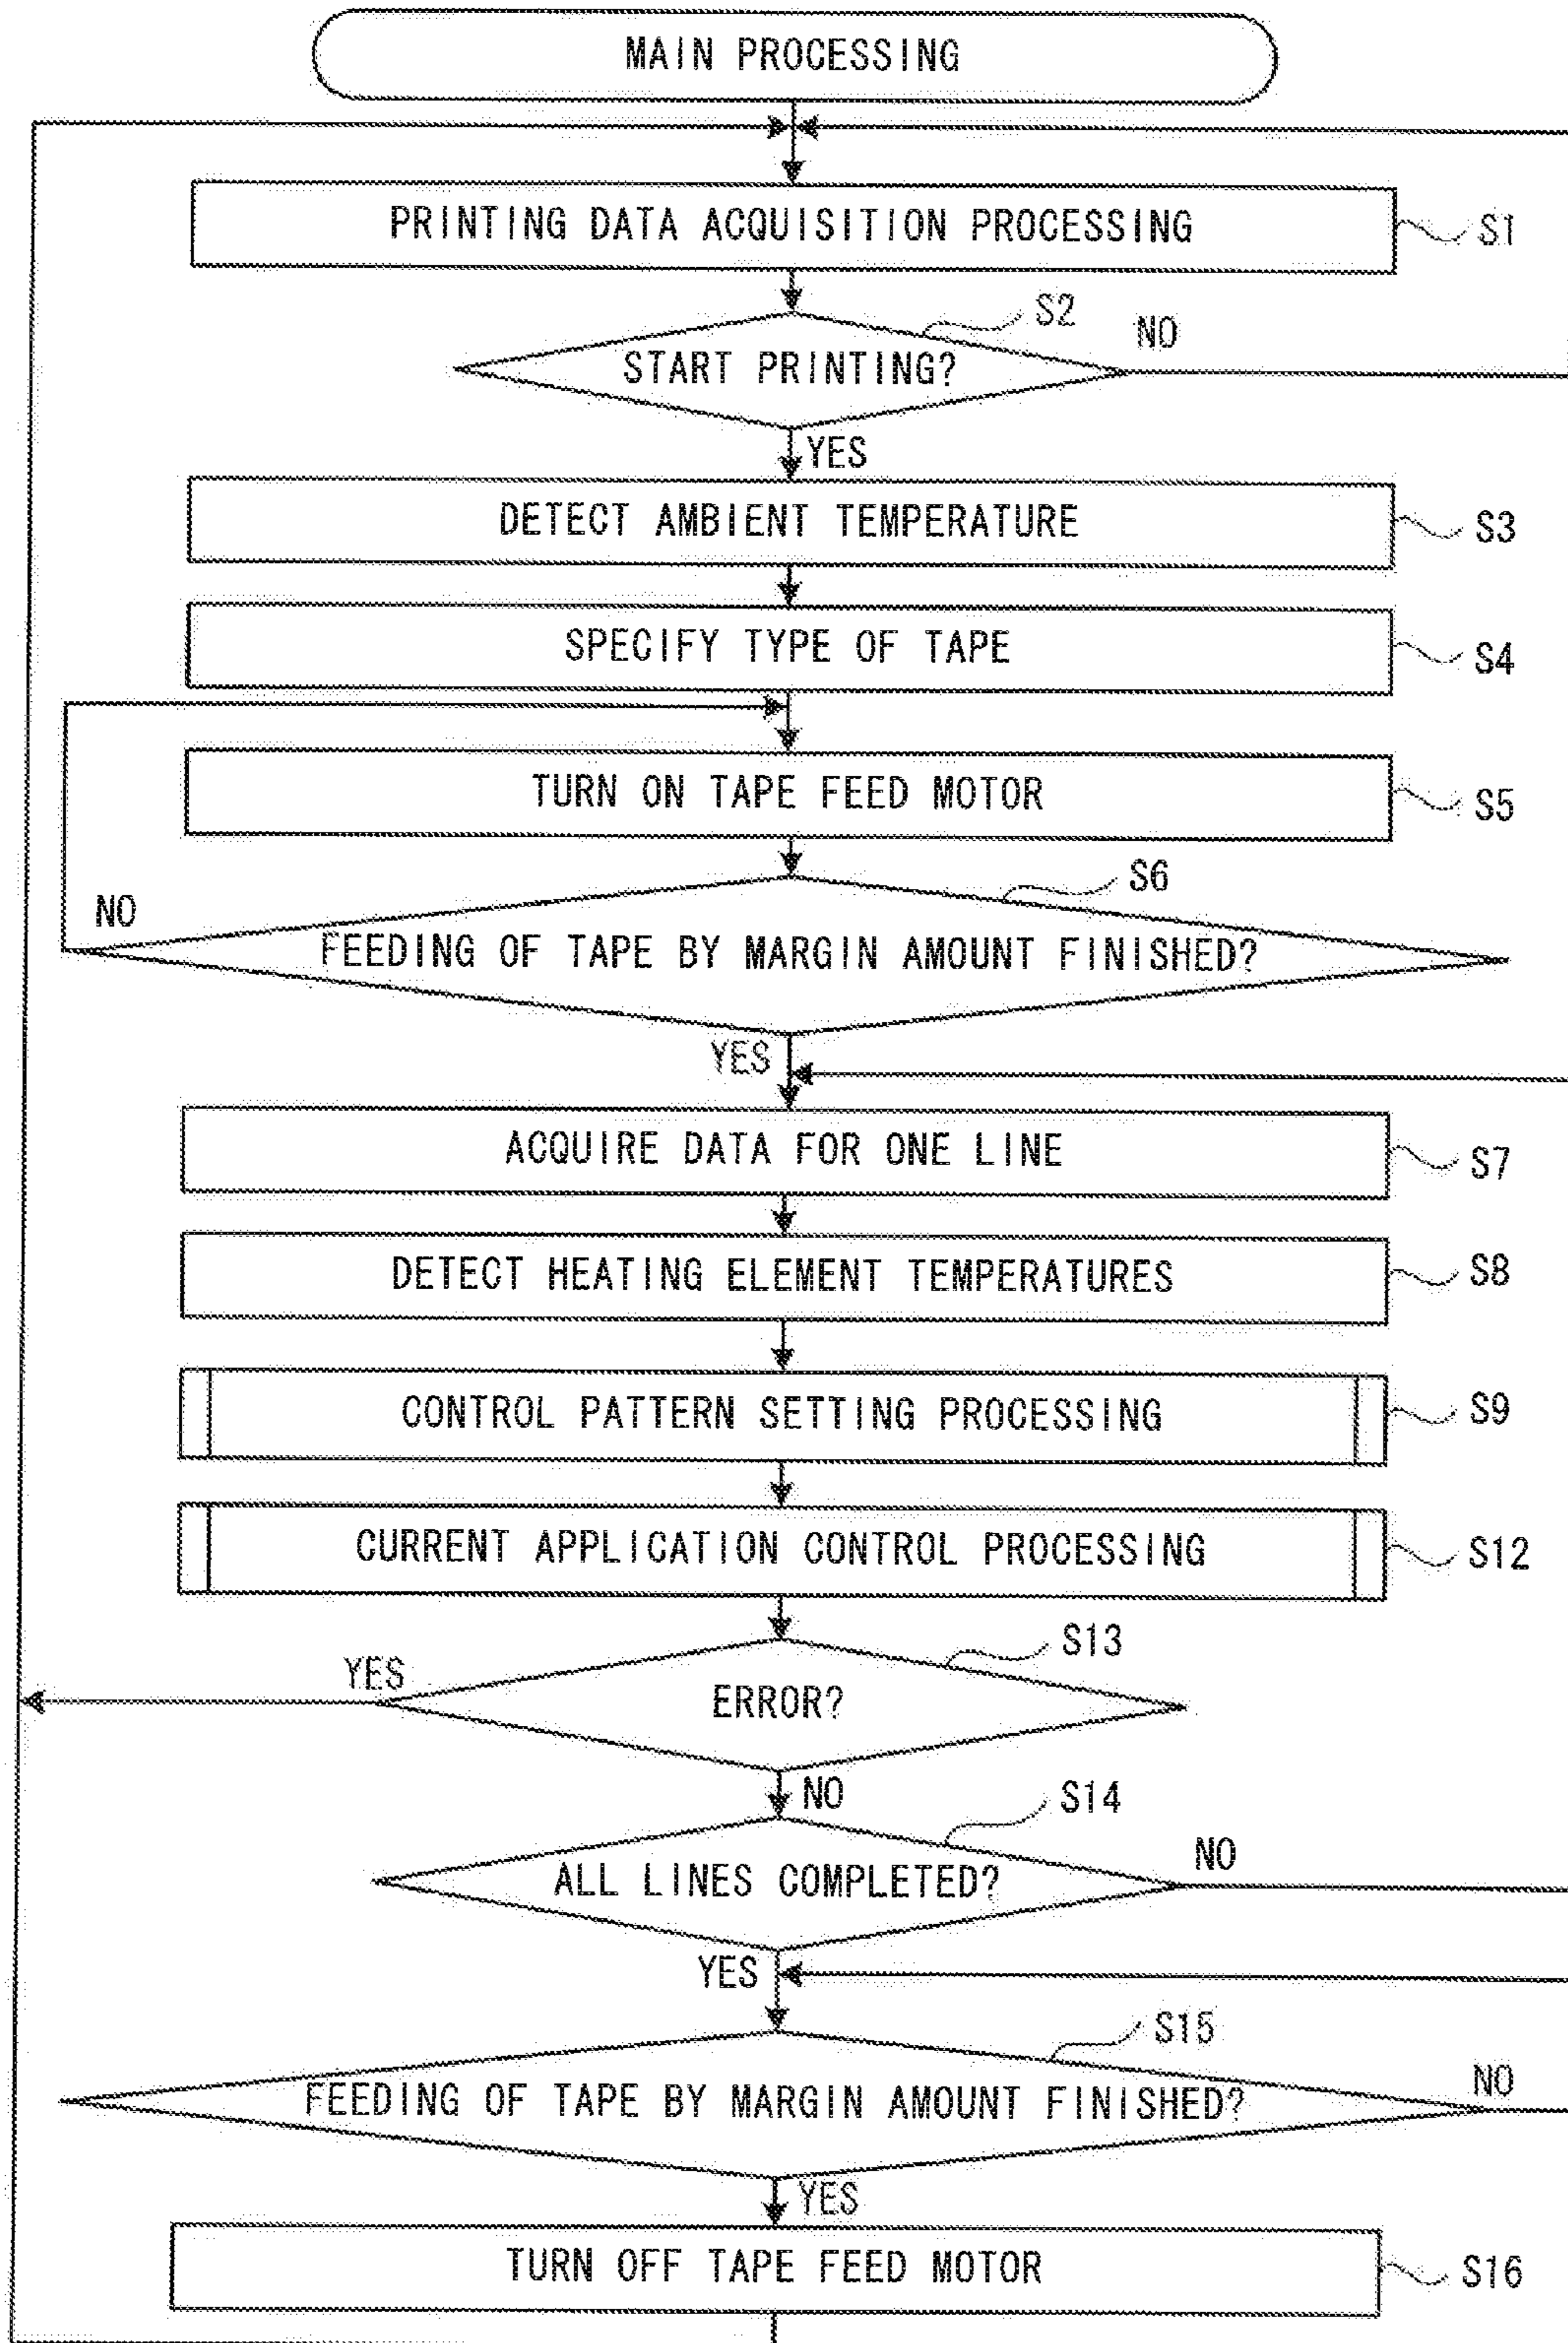 MAIN PROCESSING
PRINTING DATA ACQUISITION PROCESSING
S1
S2
NO
START PRINTING?
YES
DETECT AMBIENT TEMPERATURE
S3
SPECIFY TYPE OF TAPE
S4
TURN ON TAPE FEED MOTOR
S5
S6
NO
FEEDING OF TAPE BY MARGIN AMOUNT FINISHED?
YES
ACQUIRE DATA FOR ONE LINE
S7
DETECT HEATING ELEMENT TEMPERATURES
S8
CONTROL PATTERN SETTING PROCESSING
S9
CURRENT APPLICATION CONTROL PROCESSING
S12
S13
YES
ERROR?
NO
S14
NO
ALL LINES COMPLETED?
YES
S15
NO
FEEDING OF TAPE BY MARGIN AMOUNT FINISHED?
YES
TURN OFF TAPE FEED MOTOR
S16